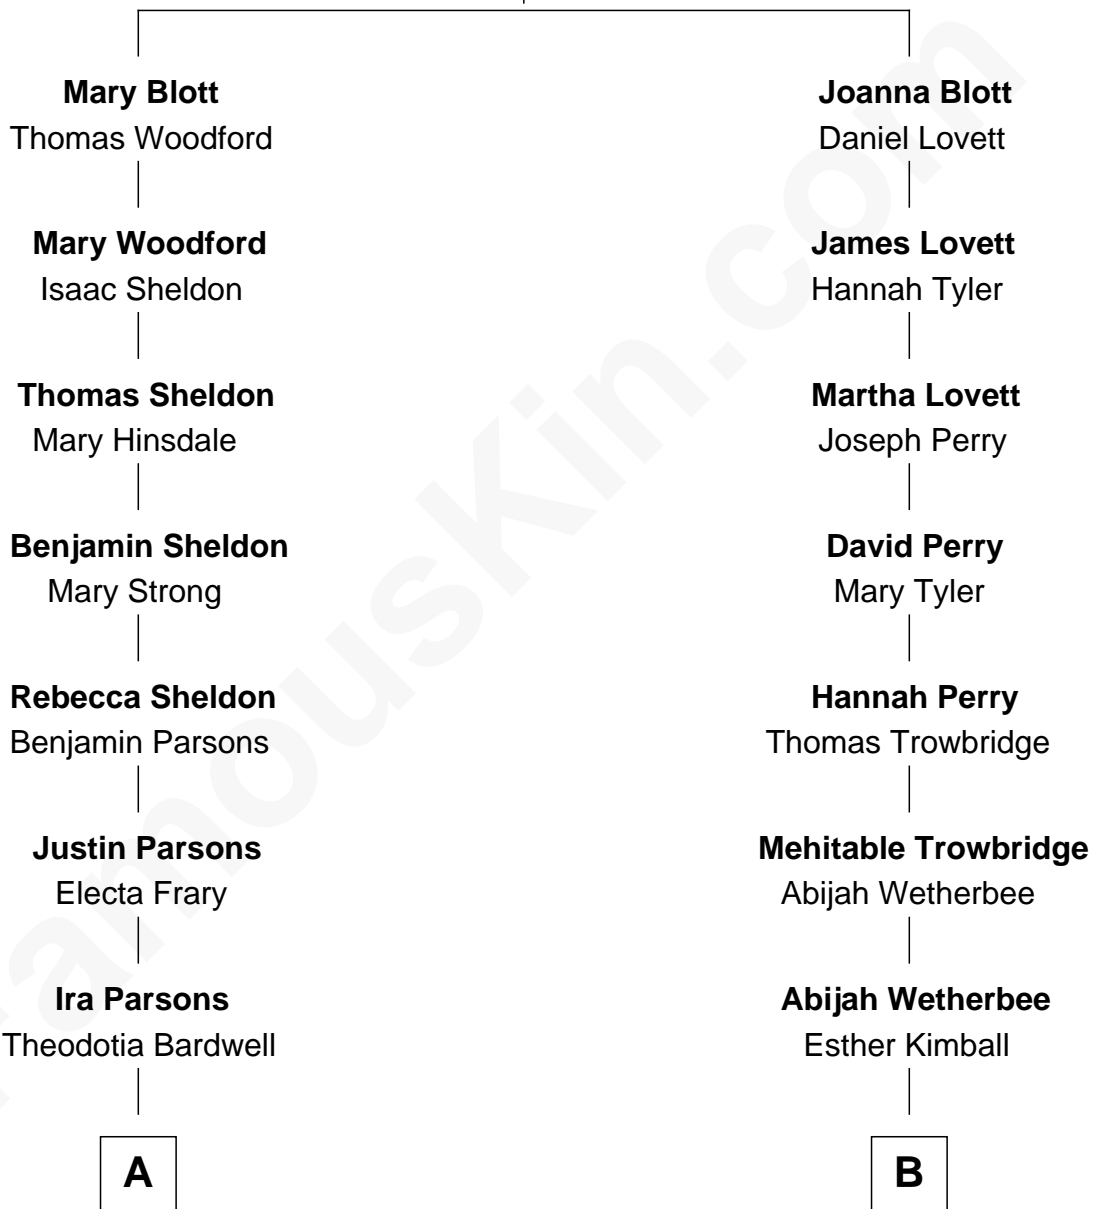 Mary Blott
Thomas Woodford
Mary Woodford
Isaac Sheldon
Thomas Sheldon
Mary Hinsdale
Benjamin Sheldon
Mary Strong
Rebecca Sheldon
Benjamin Parsons
Justin Parsons
Electa Frary
Ira Parsons
Theodotia Bardwell
A
Joanna Blott
Daniel Lovett
James Lovett
Hannah Tyler
Martha Lovett
Joseph Perry
David Perry
Mary Tyler
Hannah Perry
Thomas Trowbridge
Mehitable Trowbridge
Abijah Wetherbee
Abijah Wetherbee
Esther Kimball
B
FamousKin.com